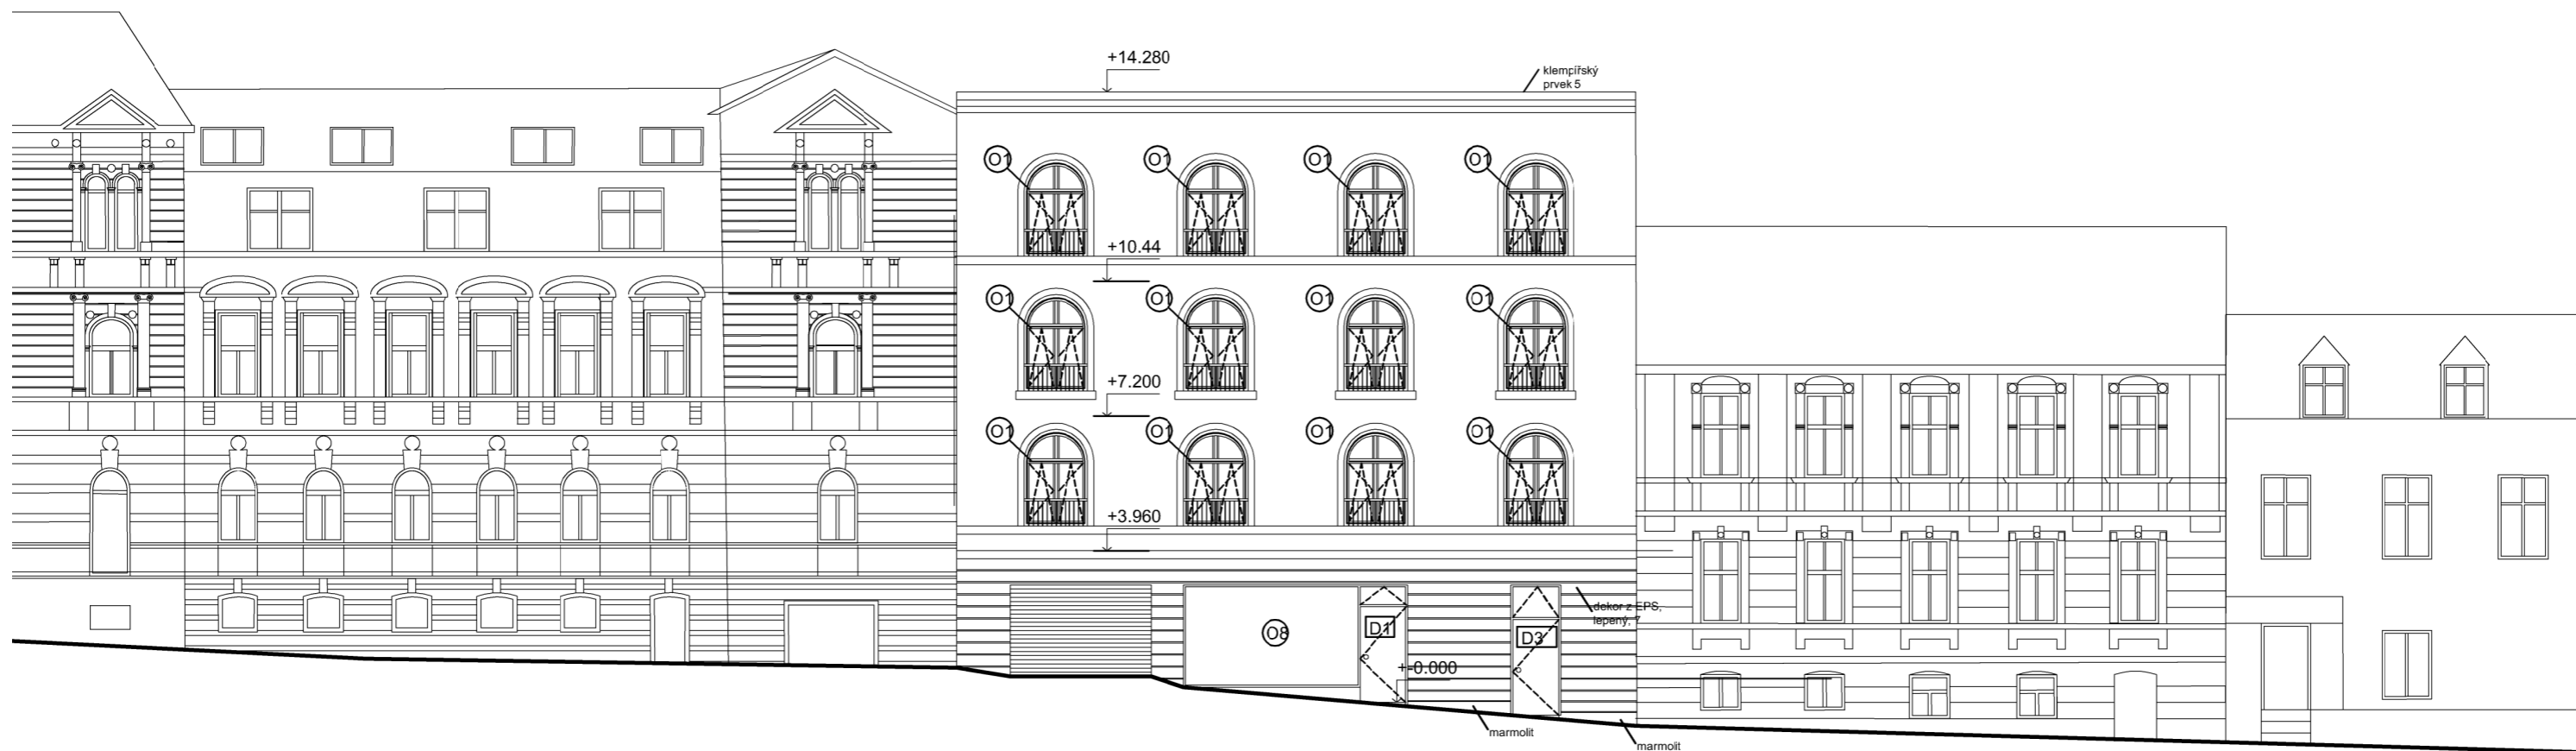 +14.280
klempířský
prvek 5
O1 O1 O1 O1
+10.44
O1 O1 O1 O1
+7.200
O1 O1 O1 O1
+3.960
dekor z EPS,
lepený, 7
O8
D1
D3
+-0.000
marmolit
marmolit